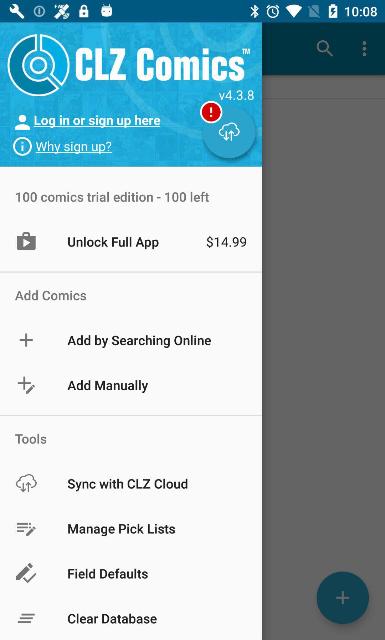 10:08
CLZ Comics™
v4.3.8
Log in or sign up here
Why sign up?
100 comics trial edition - 100 left
Unlock Full App $14.99
Add Comics
Add by Searching Online
Add Manually
Tools
Sync with CLZ Cloud
Manage Pick Lists
Field Defaults
Clear Database